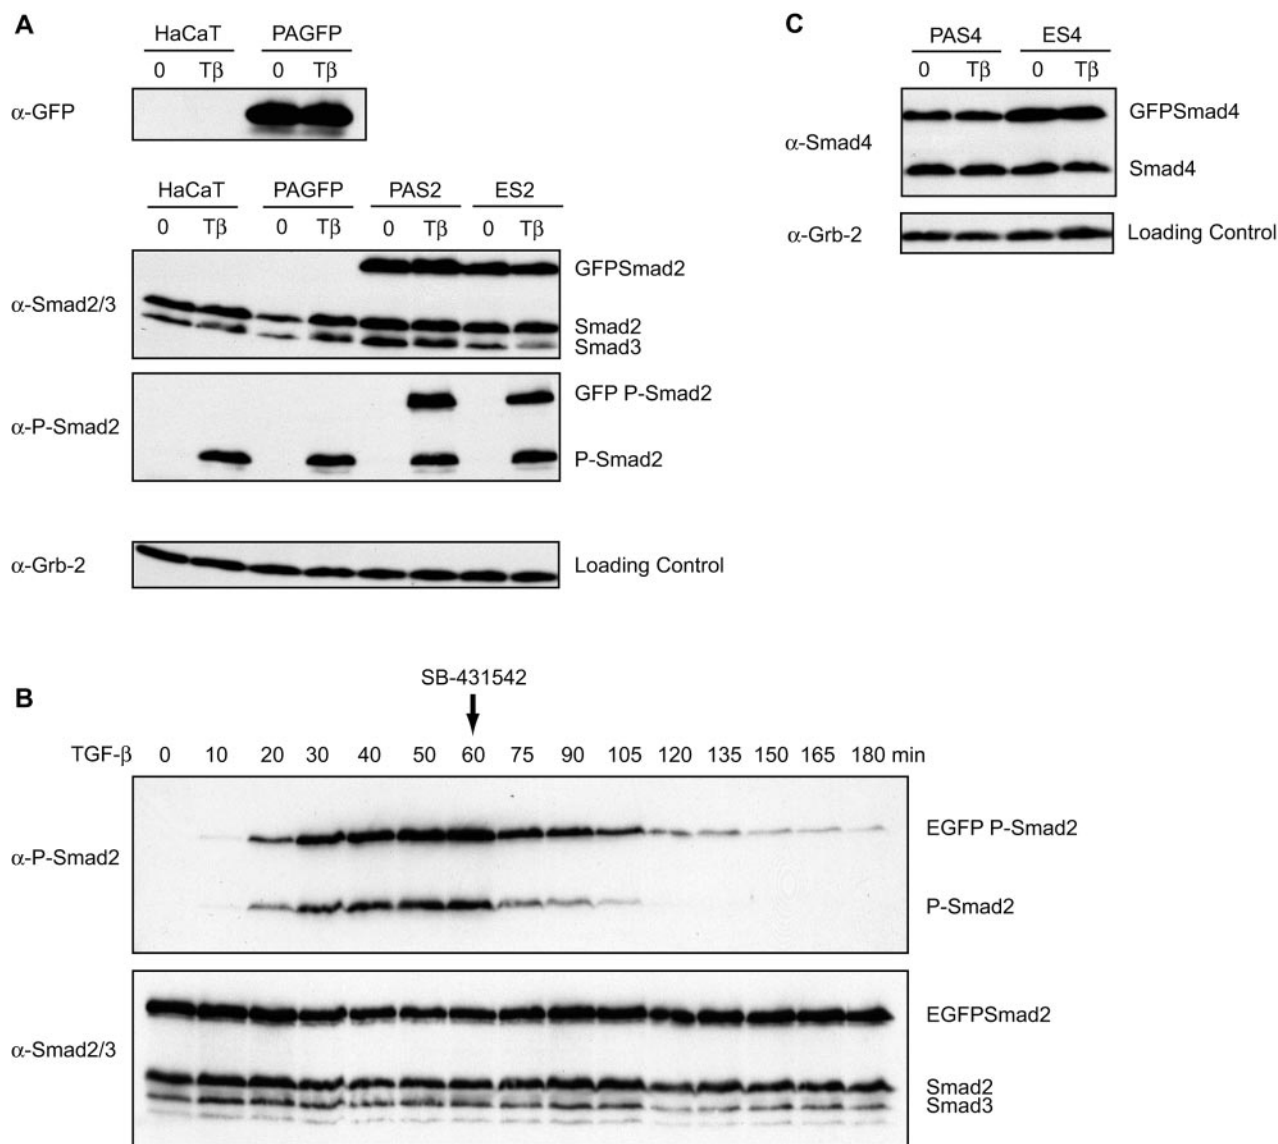 A
HaCaT PAGFP
0 Tβ 0 Tβ
α-GFP
HaCaT PAGFP PAS2 ES2
0 Tβ 0 Tβ 0 Tβ 0 Tβ
α-Smad2/3
GFPSmad2
Smad2
Smad3
α-P-Smad2
GFP P-Smad2
P-Smad2
α-Grb-2
Loading Control
C
PAS4 ES4
0 Tβ 0 Tβ
α-Smad4
GFPSmad4
Smad4
α-Grb-2
Loading Control
B
SB-431542
TGF-β 0 10 20 30 40 50 60 75 90 105 120 135 150 165 180 min
α-P-Smad2
EGFP P-Smad2
P-Smad2
α-Smad2/3
EGFPSmad2
Smad2
Smad3